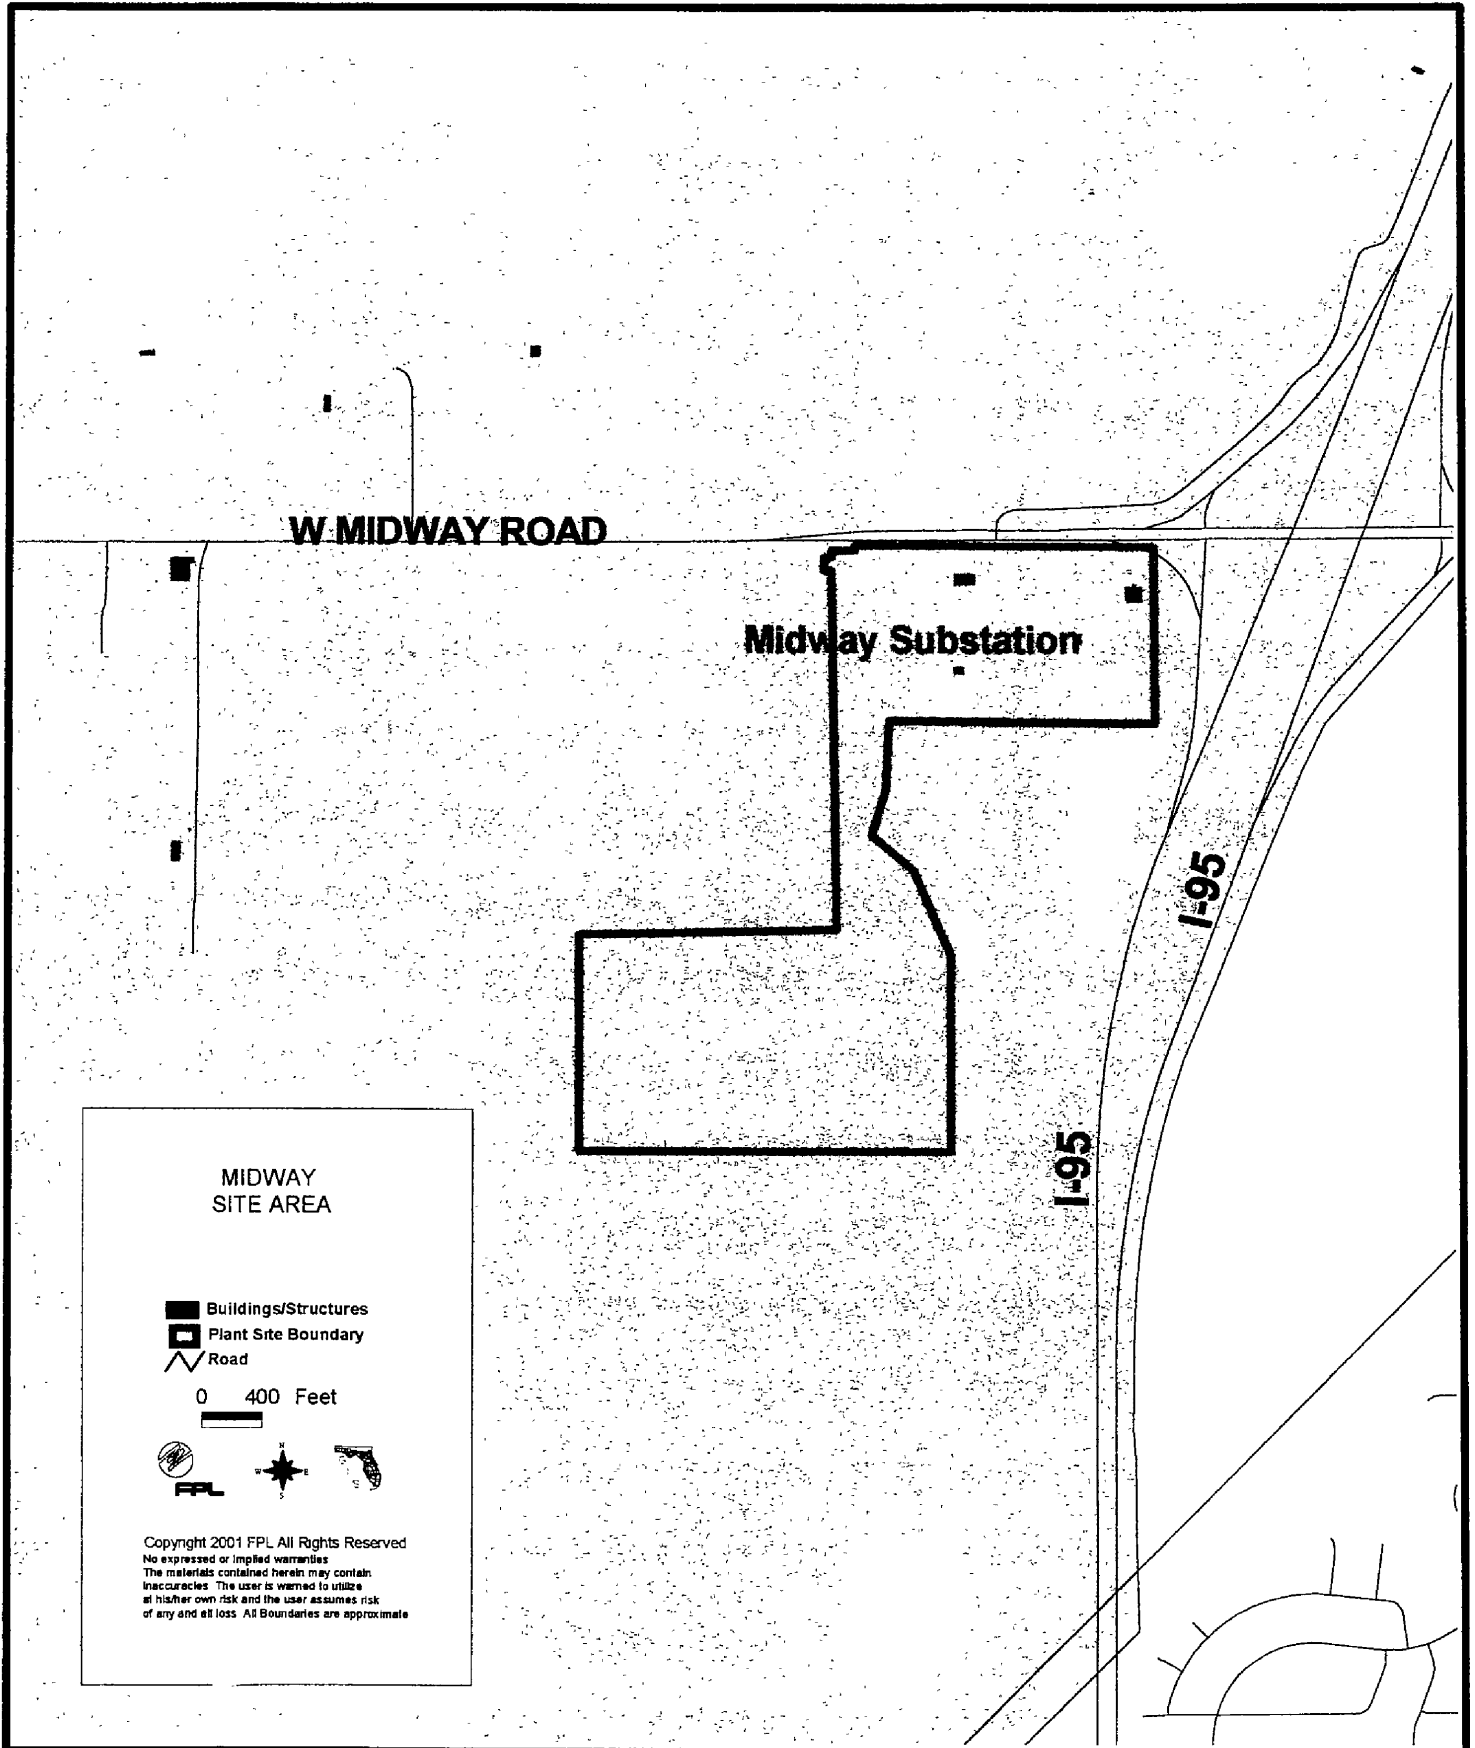 W MIDWAY ROAD
Midway Substation
I-95
I-95
MIDWAY
SITE AREA
Buildings/Structures
Plant Site Boundary
Road
0 400 Feet
N
W E
S
FPL
Copyright 2001 FPL All Rights Reserved
No expressed or implied warranties
The materials contained herein may contain
inaccuracies The user is warned to utilize
at his/her own risk and the user assumes risk
of any and all loss All Boundaries are approximate